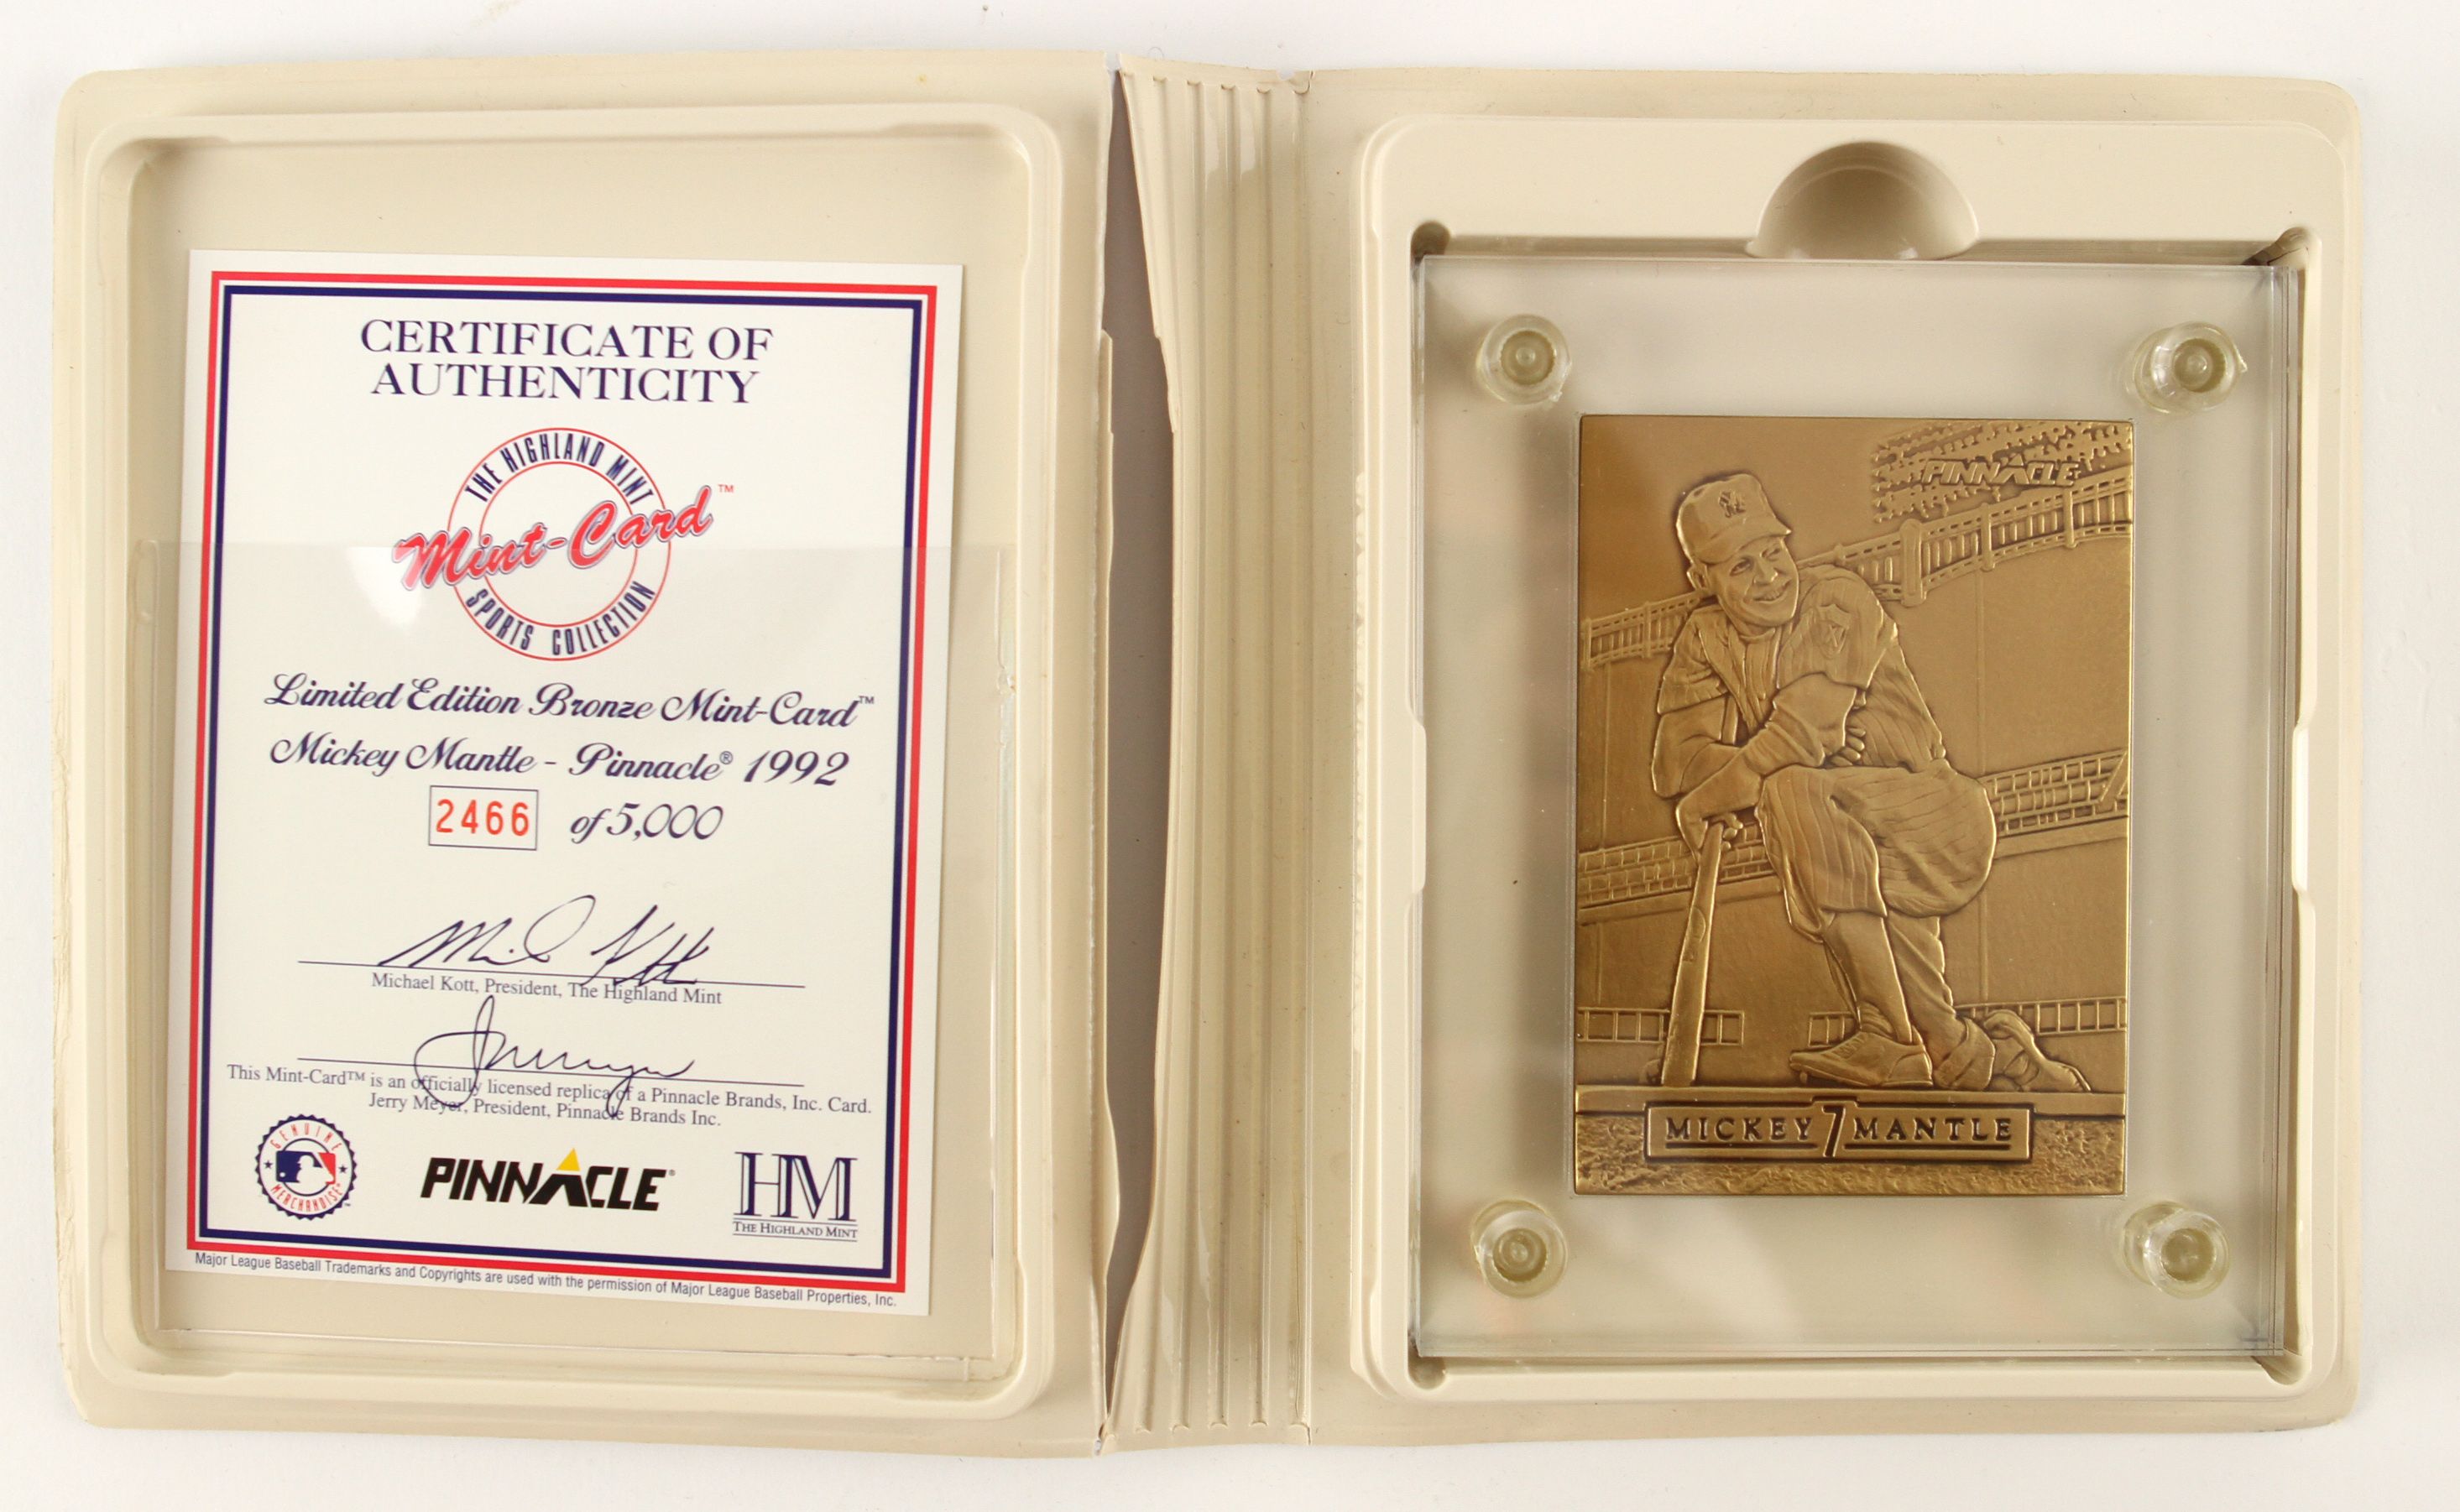 CERTIFICATE OF
AUTHENTICITY
THE HIGHLAND MINT
Mint-Card™
SPORTS COLLECTION
Limited Edition Bronze Mint-Card™
Mickey Mantle - Pinnacle® 1992
2466 of 5,000
Michael Kott, President, The Highland Mint
This Mint-Card™ is an officially licensed replica of a Pinnacle Brands, Inc. Card.
Jerry Meyer, President, Pinnacle Brands Inc.
GENUINE
MERCHANDISE™
PINNACLE®
HM
THE HIGHLAND MINT
Major League Baseball Trademarks and Copyrights are used with the permission of Major League Baseball Properties, Inc.
PINNACLE
NY
MICKEY 7 MANTLE